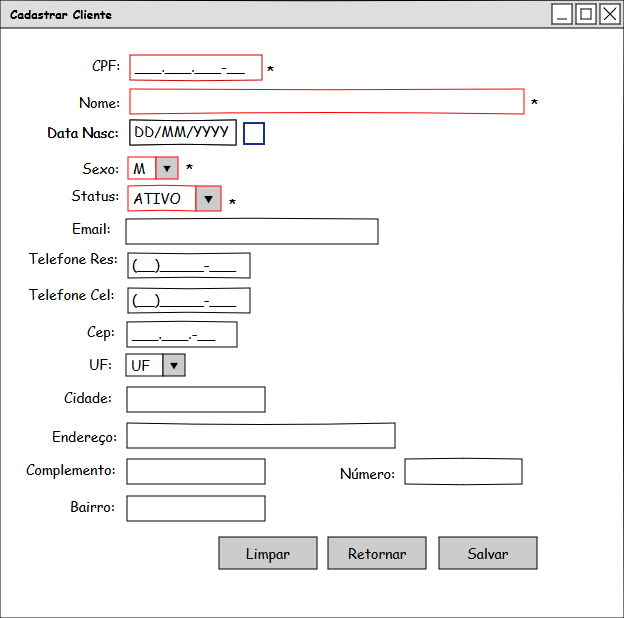 Cadastrar Cliente
CPF: ___.___.___-__ *
Nome: *
Data Nasc: DD/MM/YYYY
Sexo: M *
Status: ATIVO *
Email:
Telefone Res: (__)_____-___
Telefone Cel: (__)_____-___
Cep: ___.___.-__
UF: UF
Cidade:
Endereço:
Complemento: Número:
Bairro:
Limpar Retornar Salvar